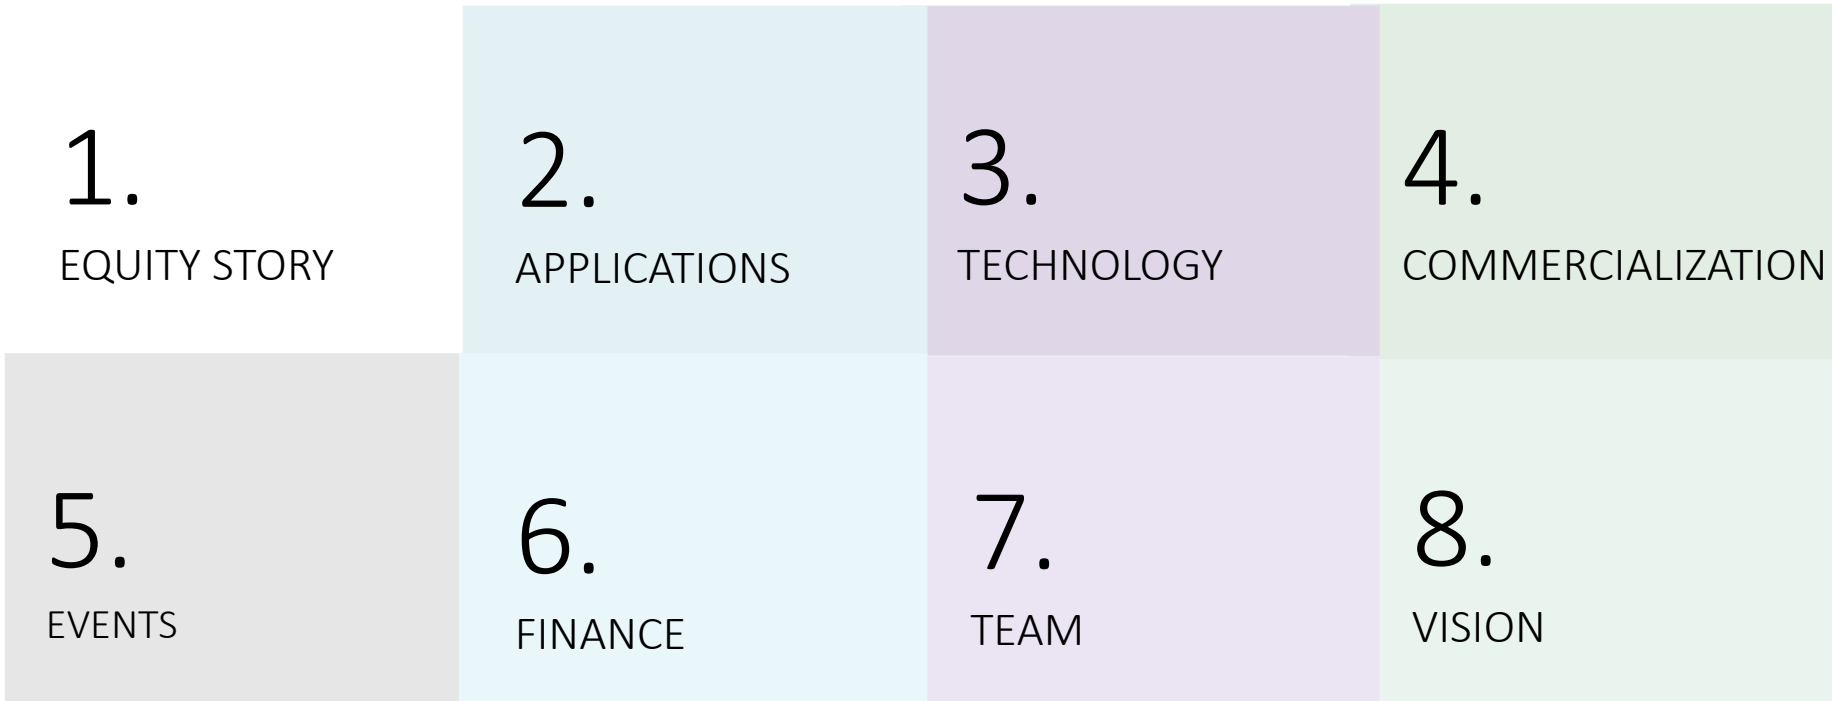 1.
EQUITY STORY
2.
APPLICATIONS
3.
TECHNOLOGY
4.
COMMERCIALIZATION
5.
EVENTS
6.
FINANCE
7.
TEAM
8.
VISION